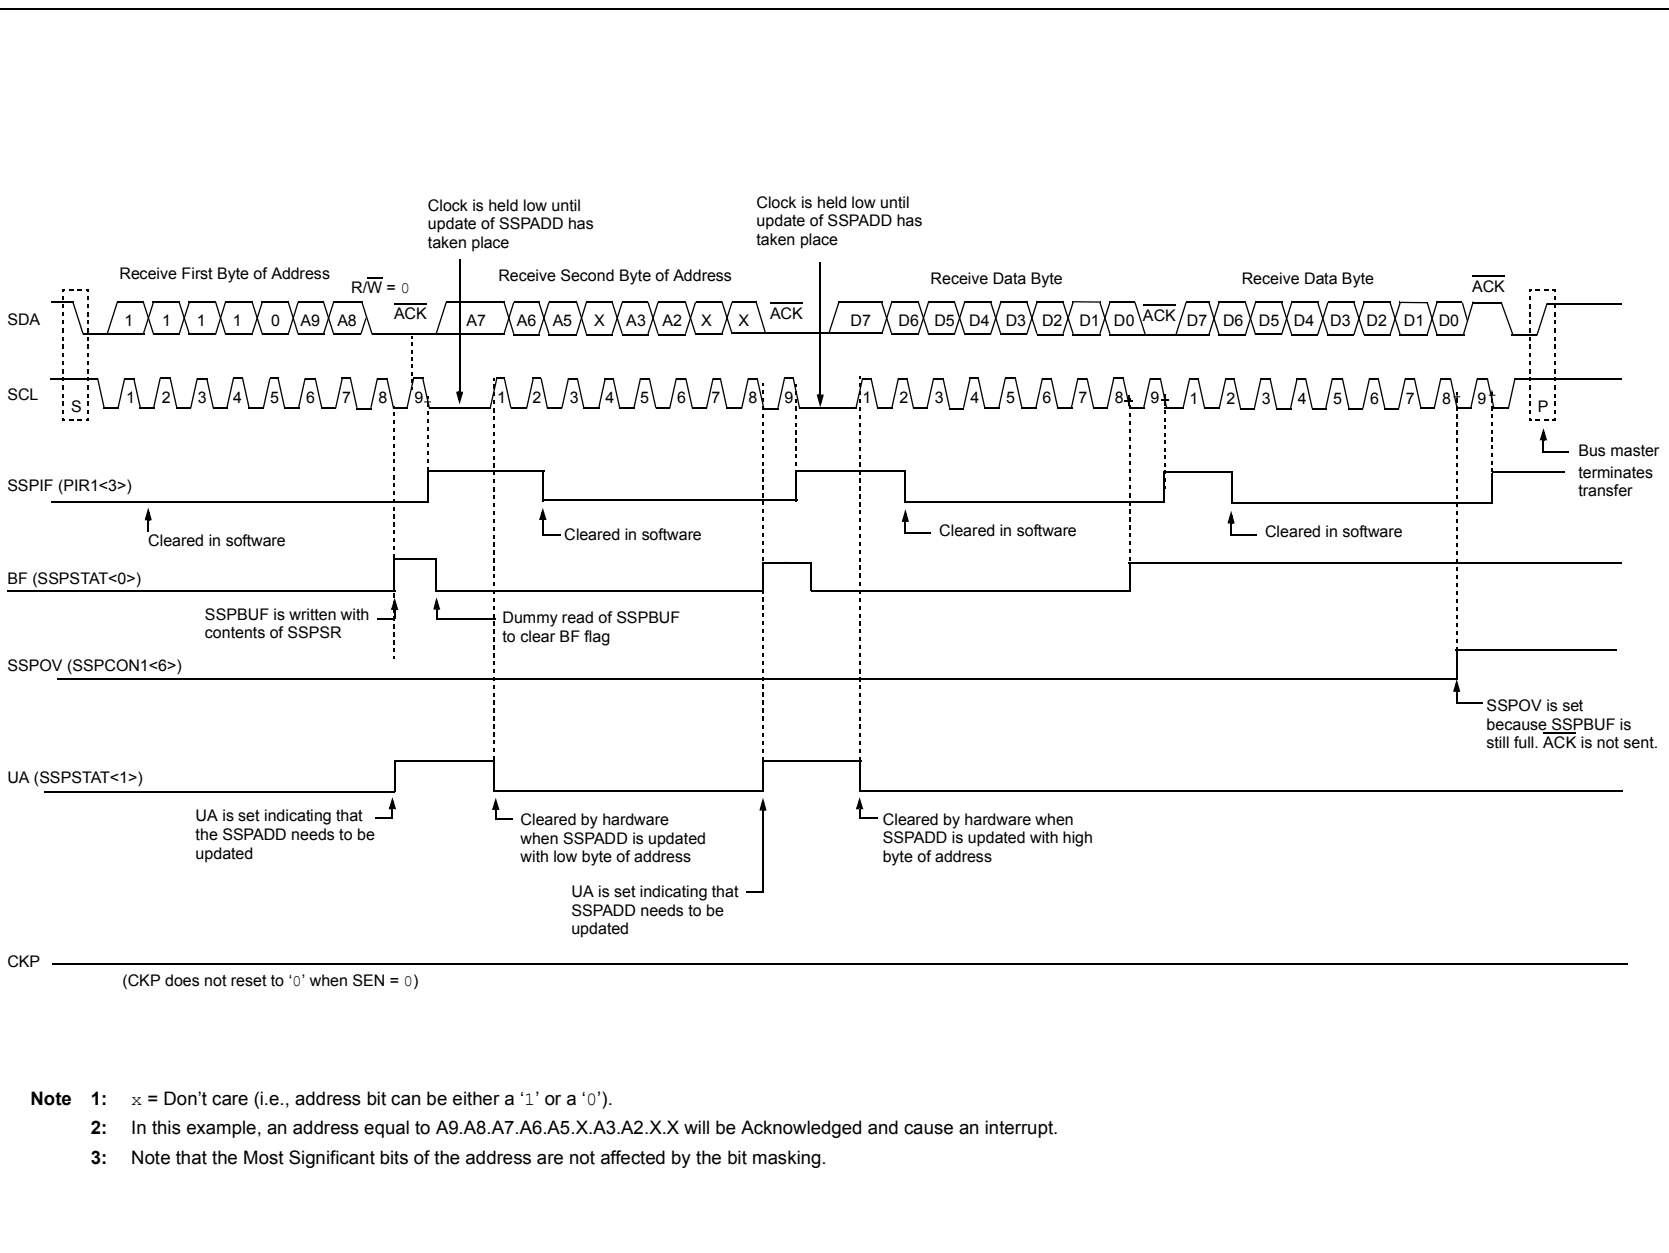 Clock is held low until
update of SSPADD has
taken place
Clock is held low until
update of SSPADD has
taken place
Receive First Byte of Address
R/W = 0
ACK
Receive Second Byte of Address
ACK
Receive Data Byte
ACK
Receive Data Byte
ACK
SDA
1 1 1 1 0 A9 A8 A7 A6 A5 X A3 A2 X X D7 D6 D5 D4 D3 D2 D1 D0 D7 D6 D5 D4 D3 D2 D1 D0
SCL
S 1 2 3 4 5 6 7 8 9 1 2 3 4 5 6 7 8 9 1 2 3 4 5 6 7 8 9 1 2 3 4 5 6 7 8 9 P
Bus master
terminates
transfer
SSPIF (PIR1<3>)
Cleared in software
Cleared in software
Cleared in software
Cleared in software
BF (SSPSTAT<0>)
SSPBUF is written with
contents of SSPSR
Dummy read of SSPBUF
to clear BF flag
SSPOV (SSPCON1<6>)
SSPOV is set
because SSPBUF is
still full. ACK is not sent.
UA (SSPSTAT<1>)
UA is set indicating that
the SSPADD needs to be
updated
Cleared by hardware
when SSPADD is updated
with low byte of address
UA is set indicating that
SSPADD needs to be
updated
Cleared by hardware when
SSPADD is updated with high
byte of address
CKP
(CKP does not reset to ‘0’ when SEN = 0)
Note 1: x = Don’t care (i.e., address bit can be either a ‘1’ or a ‘0’).
2: In this example, an address equal to A9.A8.A7.A6.A5.X.A3.A2.X.X will be Acknowledged and cause an interrupt.
3: Note that the Most Significant bits of the address are not affected by the bit masking.